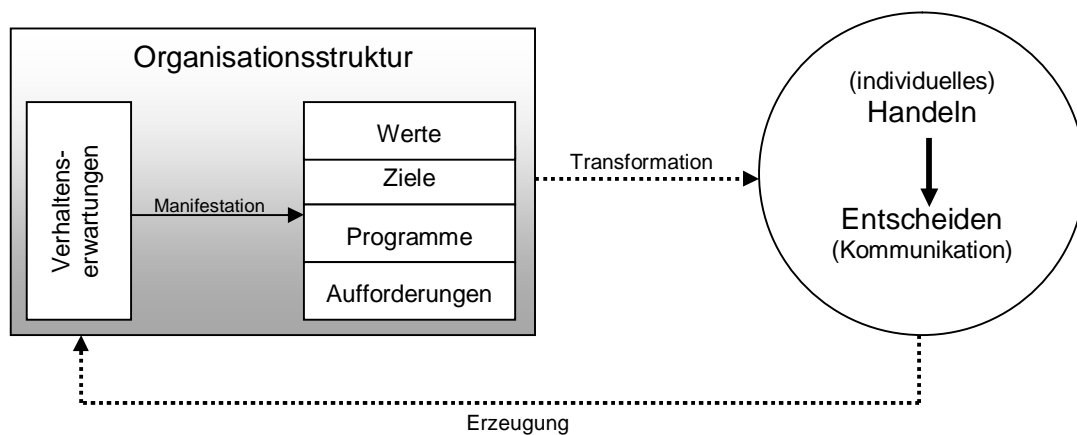 Organisationsstruktur
Verhaltens-
erwartungen
Manifestation
Werte
Ziele
Programme
Aufforderungen
Transformation
(individuelles)
Handeln
Entscheiden
(Kommunikation)
Erzeugung